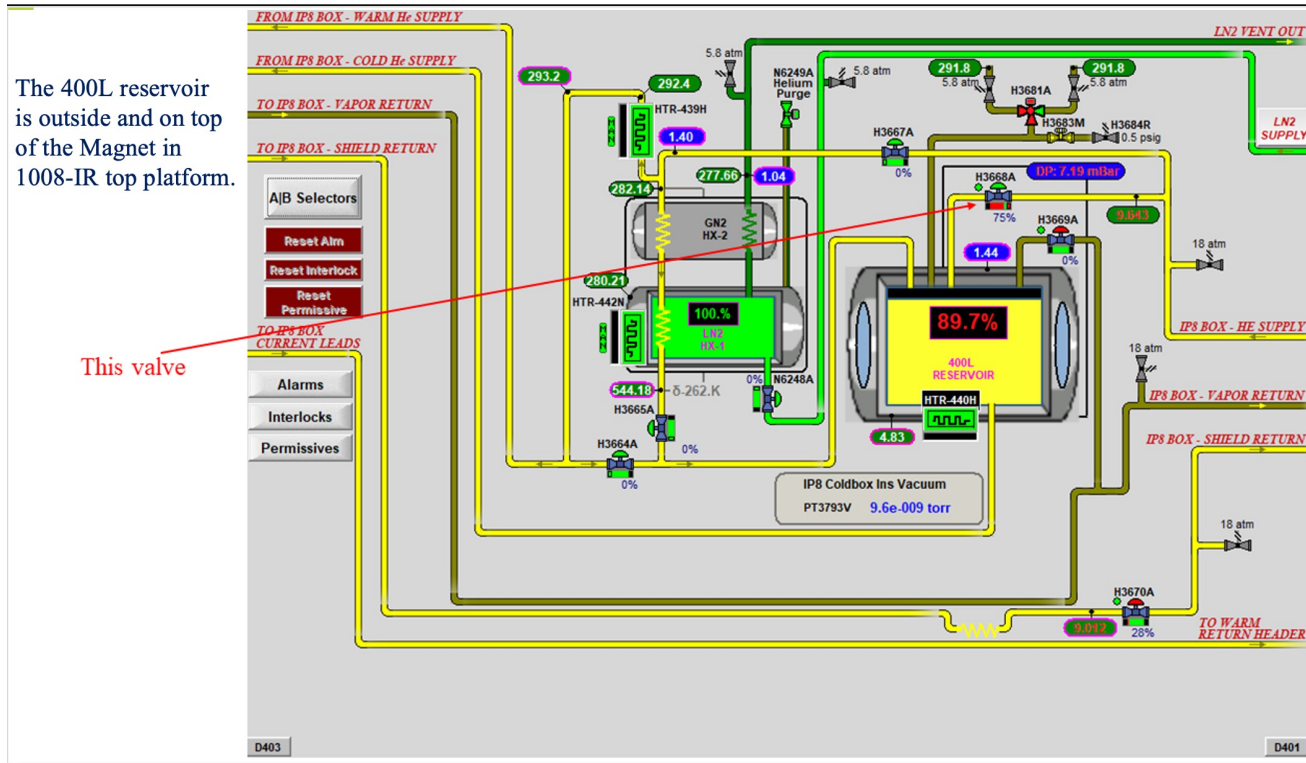 The 400L reservoir
is outside and on top
of the Magnet in
1008-IR top platform.
This valve
FROM IP8 BOX - WARM He SUPPLY
FROM IP8 BOX - COLD He SUPPLY
TO IP8 BOX - VAPOR RETURN
TO IP8 BOX - SHIELD RETURN
A|B Selectors
Reset Alm
Reset Interlock
Reset
Permissive
TO IP8 BOX
CURRENT LEADS
Alarms
Interlocks
Permissives
D403
293.2
292.4
HTR-439H
1.40
282.14
277.66
1.04
5.8 atm
N6249A
Helium
Purge
5.8 atm
GN2
HX-2
280.21
HTR-442N
100.%
LN2
HX-1
544.18
δ-262.K
H3665A
0%
H3664A
0%
0%
N6248A
H3667A
0%
LN2 VENT OUT
291.8
291.8
5.8 atm
5.8 atm
H3681A
H3683M
H3684R
0.5 psig
LN2
SUPPLY
DP: 7.19 mBar
H3668A
75%
9.643
H3669A
0%
1.44
18 atm
89.7%
400L
RESERVOIR
HTR-440H
4.83
IP8 BOX - HE SUPPLY
18 atm
IP8 BOX - VAPOR RETURN
IP8 BOX - SHIELD RETURN
IP8 Coldbox Ins Vacuum
PT3793V 9.6e-009 torr
18 atm
H3670A
28%
9.012
TO WARM
RETURN HEADER
D401